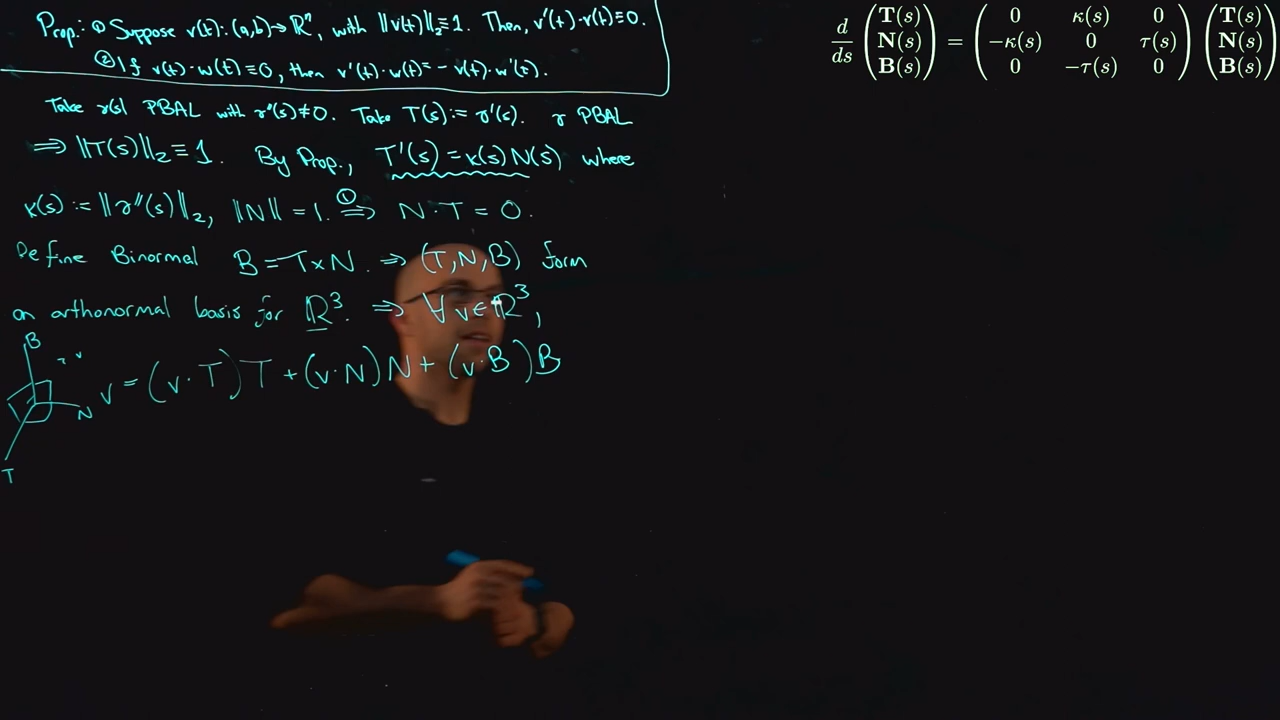 Prop.: ① Suppose v(t): (a,b) → ℝⁿ, with ‖v(t)‖₂ ≡ 1. Then, v'(t)·v(t) ≡ 0.
② If v(t)·w(t) ≡ 0, then v'(t)·w(t) = - v(t)·w'(t).
Take γ(s) PBAL with γ''(s) ≠ 0. Take T(s) := γ'(s). γ PBAL
⟹ ‖T(s)‖₂ ≡ 1. By Prop., T'(s) = κ(s) N(s) where
κ(s) := ‖γ''(s)‖₂, ‖N‖ = 1. ①⟹ N · T = 0.
Define Binormal B = T × N. ⟹ (T, N, B) form
an orthonormal basis for ℝ³. ⟹ ∀ v ∈ ℝ³,
v = (v · T) T + (v · N) N + (v · B) B
B
N
T
d/ds (T(s) N(s) B(s)) = (0 κ(s) 0
-κ(s) 0 τ(s)
0 -τ(s) 0) (T(s) N(s) B(s))